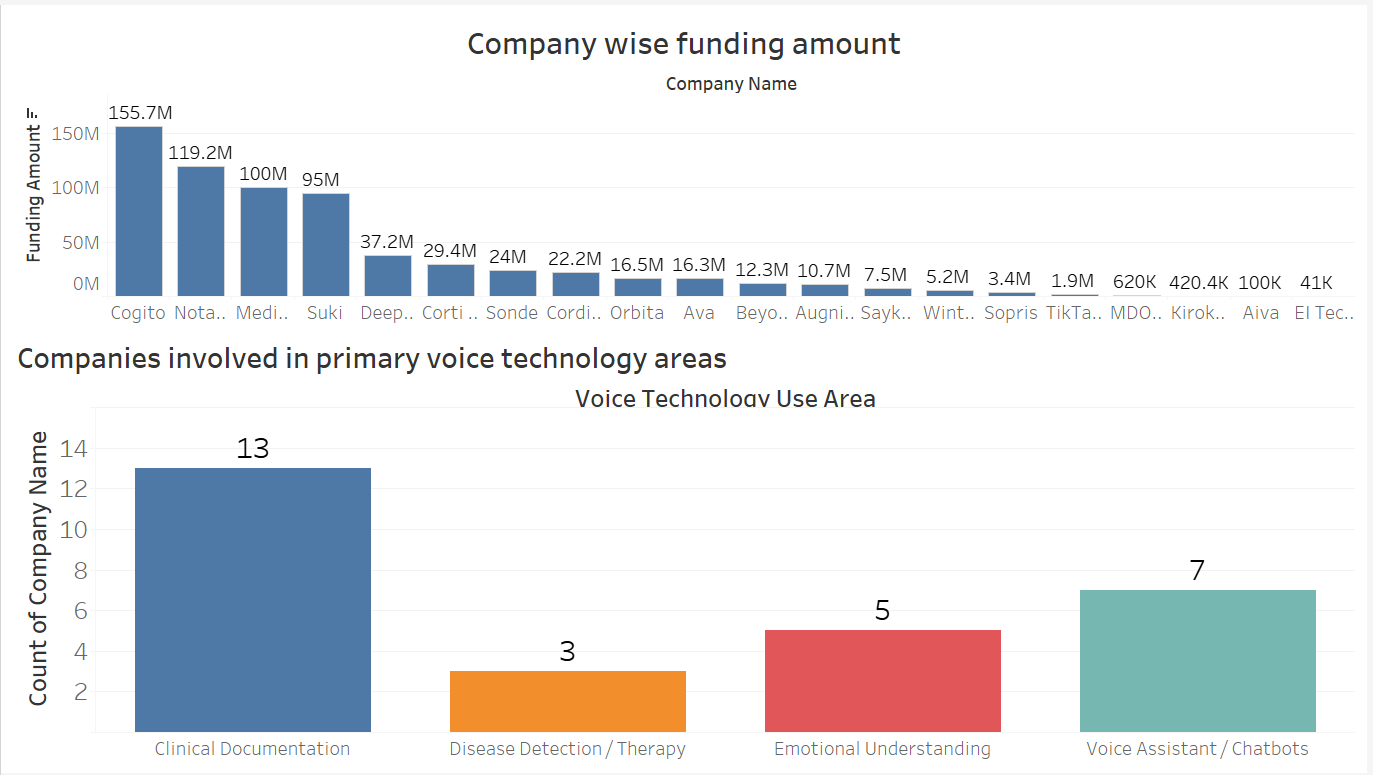 Company wise funding amount
Company Name
Funding Amount
150M
100M
50M
0M
155.7M
119.2M
100M
95M
37.2M
29.4M
24M
22.2M
16.5M
16.3M
12.3M
10.7M
7.5M
5.2M
3.4M
1.9M
620K
420.4K
100K
41K
Cogito Nota.. Medi.. Suki Deep.. Corti .. Sonde Cordi.. Orbita Ava Beyo.. Augni.. Sayk.. Wint.. Sopris TikTa.. MDO.. Kirok.. Aiva EI Tec..
Companies involved in primary voice technology areas
Voice Technology Use Area
Count of Company Name
14
12
10
8
6
4
2
13
3
5
7
Clinical Documentation Disease Detection / Therapy Emotional Understanding Voice Assistant / Chatbots